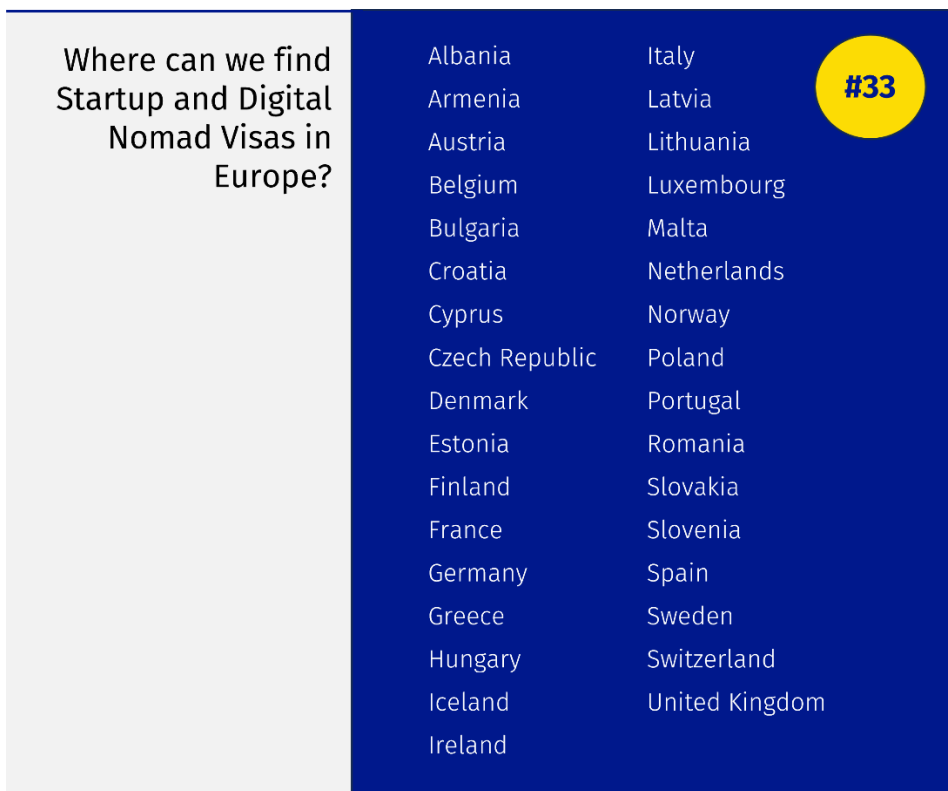 Where can we find
Startup and Digital
Nomad Visas in
Europe?
Albania
Armenia
Austria
Belgium
Bulgaria
Croatia
Cyprus
Czech Republic
Denmark
Estonia
Finland
France
Germany
Greece
Hungary
Iceland
Ireland
Italy
Latvia
Lithuania
Luxembourg
Malta
Netherlands
Norway
Poland
Portugal
Romania
Slovakia
Slovenia
Spain
Sweden
Switzerland
United Kingdom
#33